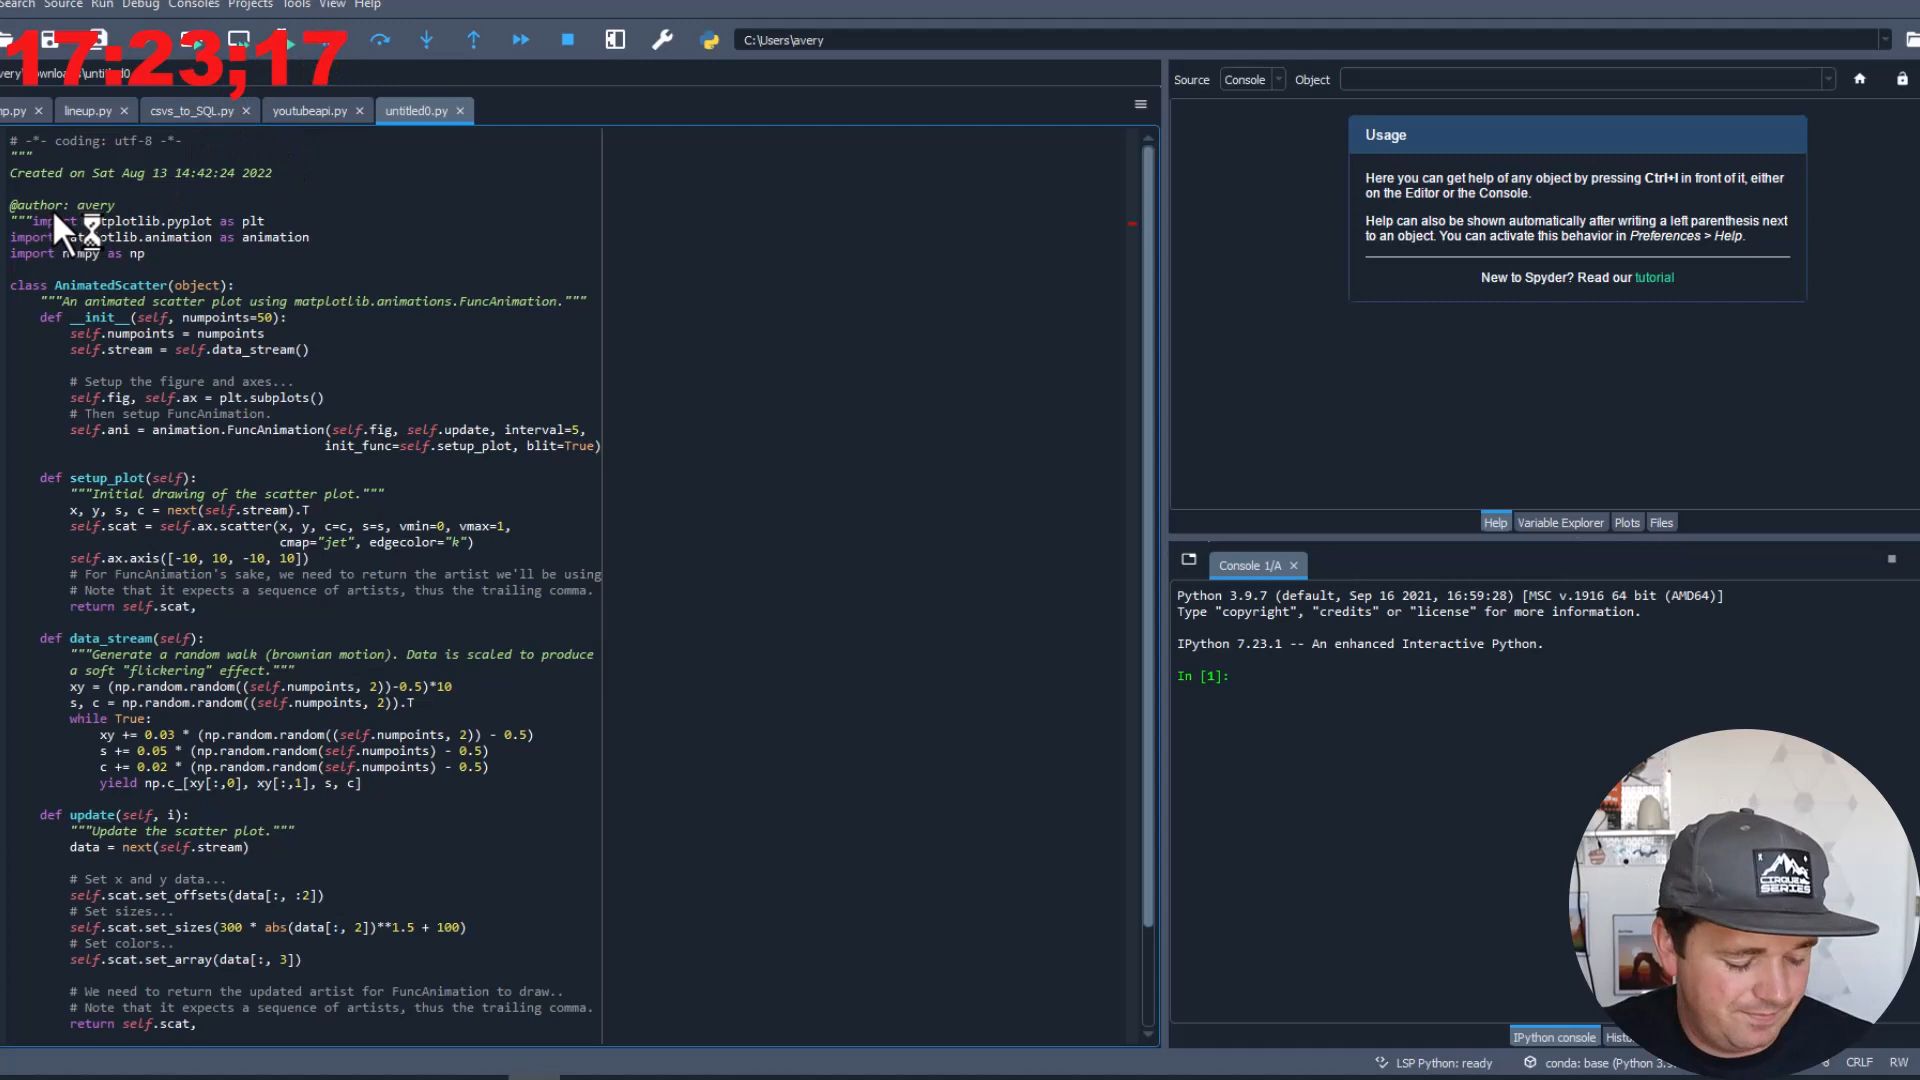 Search Source Run Debug Consoles Projects Tools View Help
17:23;17
C:\Users\avery
lineup.py csvs_to_SQL.py youtubeapi.py untitled0.py
# -*- coding: utf-8 -*-
"""
Created on Sat Aug 13 14:42:24 2022
@author: avery
"""import matplotlib.pyplot as plt
import matplotlib.animation as animation
import numpy as np
class AnimatedScatter(object):
"""An animated scatter plot using matplotlib.animations.FuncAnimation."""
def __init__(self, numpoints=50):
self.numpoints = numpoints
self.stream = self.data_stream()
# Setup the figure and axes...
self.fig, self.ax = plt.subplots()
# Then setup FuncAnimation.
self.ani = animation.FuncAnimation(self.fig, self.update, interval=5,
init_func=self.setup_plot, blit=True)
def setup_plot(self):
"""Initial drawing of the scatter plot."""
x, y, s, c = next(self.stream).T
self.scat = self.ax.scatter(x, y, c=c, s=s, vmin=0, vmax=1,
cmap="jet", edgecolor="k")
self.ax.axis([-10, 10, -10, 10])
# For FuncAnimation's sake, we need to return the artist we'll be using
# Note that it expects a sequence of artists, thus the trailing comma.
return self.scat,
def data_stream(self):
"""Generate a random walk (brownian motion). Data is scaled to produce
a soft "flickering" effect."""
xy = (np.random.random((self.numpoints, 2))-0.5)*10
s, c = np.random.random((self.numpoints, 2)).T
while True:
xy += 0.03 * (np.random.random((self.numpoints, 2)) - 0.5)
s += 0.05 * (np.random.random(self.numpoints) - 0.5)
c += 0.02 * (np.random.random(self.numpoints) - 0.5)
yield np.c_[xy[:,0], xy[:,1], s, c]
def update(self, i):
"""Update the scatter plot."""
data = next(self.stream)
# Set x and y data...
self.scat.set_offsets(data[:, :2])
# Set sizes...
self.scat.set_sizes(300 * abs(data[:, 2])**1.5 + 100)
# Set colors..
self.scat.set_array(data[:, 3])
# We need to return the updated artist for FuncAnimation to draw..
# Note that it expects a sequence of artists, thus the trailing comma.
return self.scat,
Source Console Object
Usage
Here you can get help of any object by pressing Ctrl+I in front of it, either
on the Editor or the Console.
Help can also be shown automatically after writing a left parenthesis next
to an object. You can activate this behavior in Preferences > Help.
New to Spyder? Read our tutorial
Help Variable Explorer Plots Files
Console 1/A
Python 3.9.7 (default, Sep 16 2021, 16:59:28) [MSC v.1916 64 bit (AMD64)]
Type "copyright", "credits" or "license" for more information.
IPython 7.23.1 -- An enhanced Interactive Python.
In [1]:
CIRQUE
SERIES
IPython console
LSP Python: ready conda: base (Python 3.9 CRLF RW